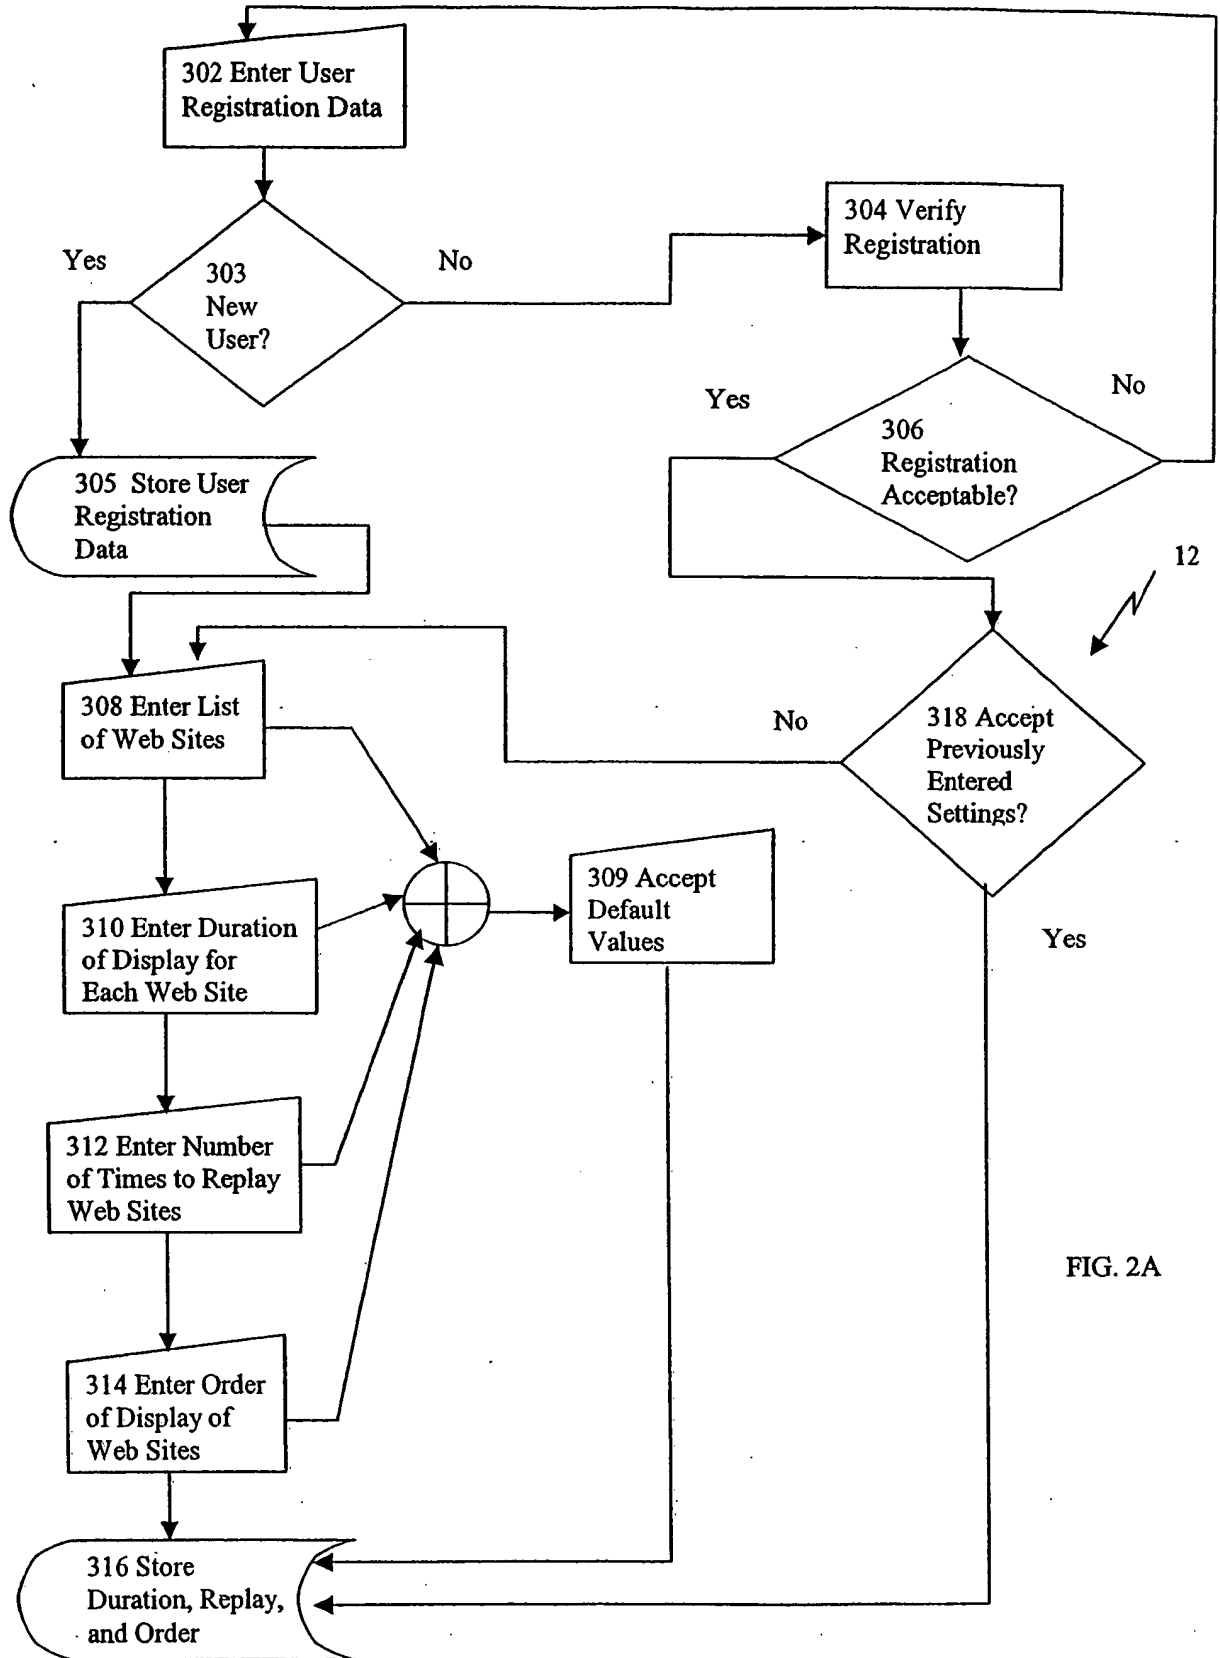 302 Enter User
Registration Data
304 Verify
Registration
Yes
303
New
User?
No
Yes
306
Registration
Acceptable?
No
305 Store User
Registration
Data
12
308 Enter List
of Web Sites
No
318 Accept
Previously
Entered
Settings?
309 Accept
Default
Values
310 Enter Duration
of Display for
Each Web Site
Yes
312 Enter Number
of Times to Replay
Web Sites
FIG. 2A
314 Enter Order
of Display of
Web Sites
316 Store
Duration, Replay,
and Order